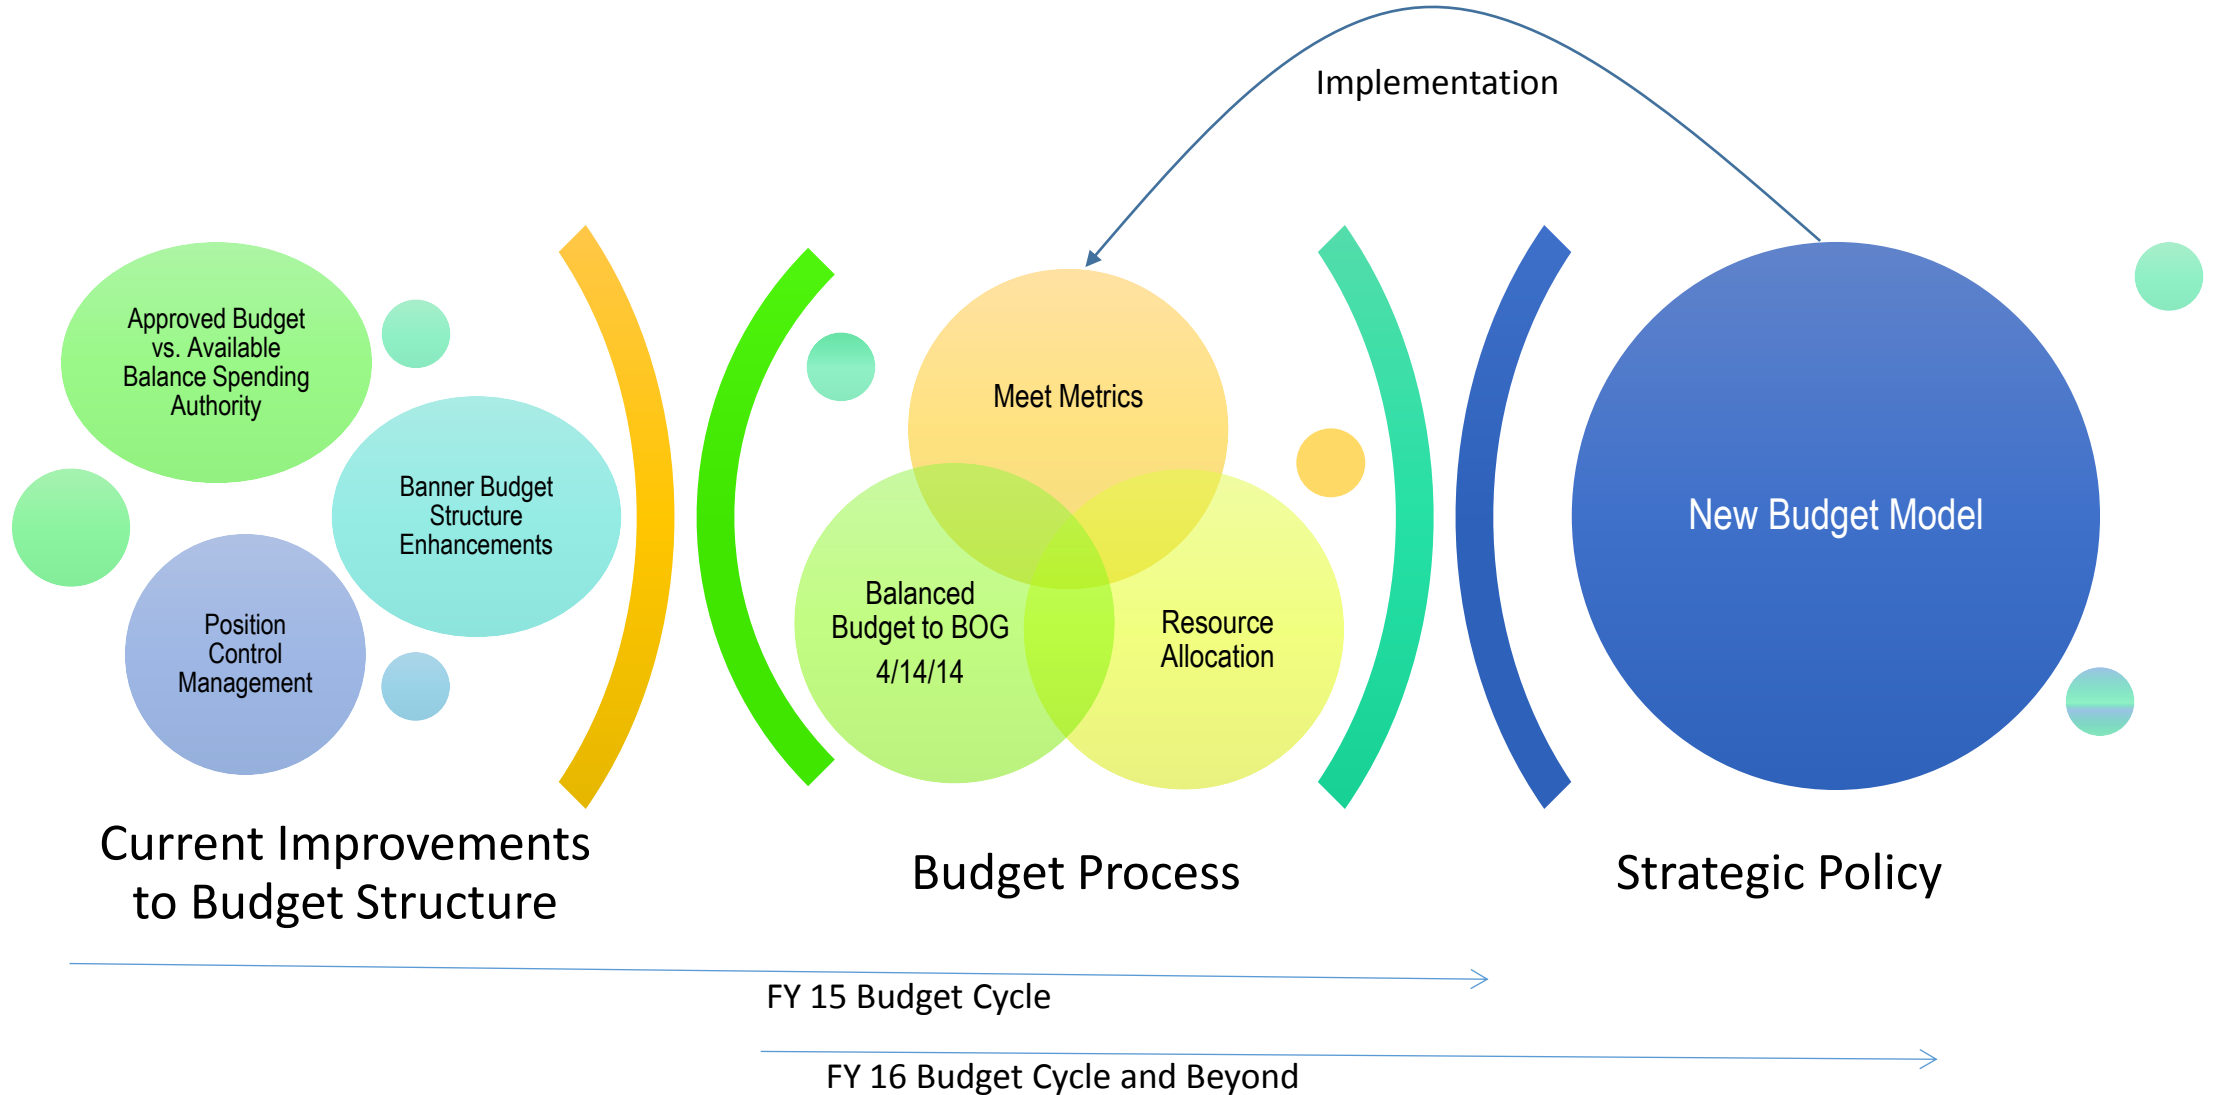 Implementation
Approved Budget
vs. Available
Balance Spending
Authority
Banner Budget
Structure
Enhancements
Position
Control
Management
Meet Metrics
Balanced
Budget to BOG
4/14/14
Resource
Allocation
New Budget Model
Current Improvements
to Budget Structure
Budget Process
Strategic Policy
FY 15 Budget Cycle
FY 16 Budget Cycle and Beyond